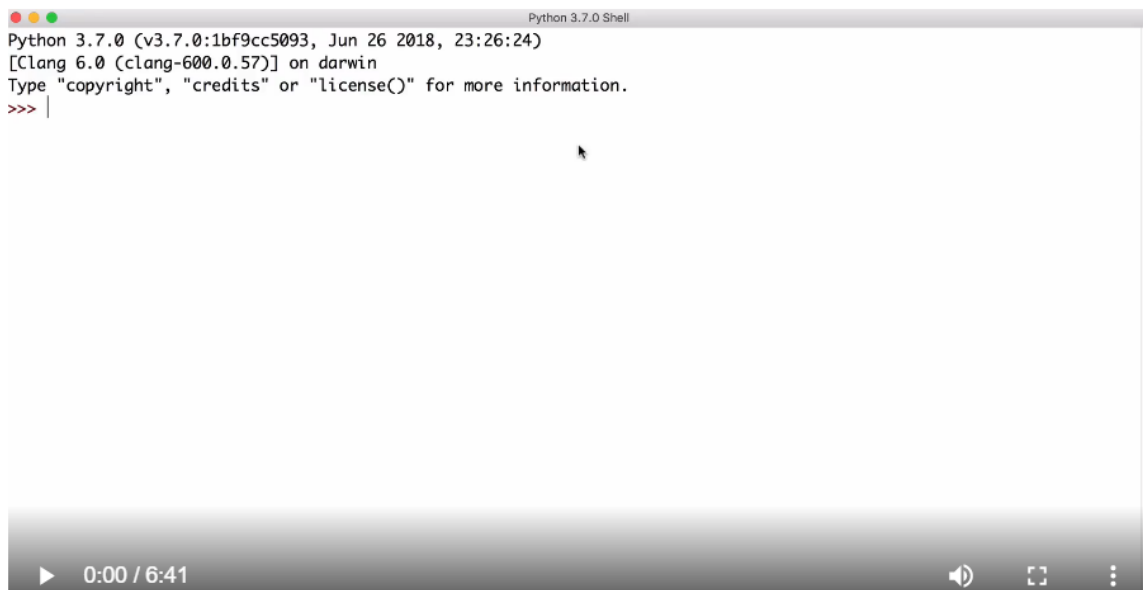 Python 3.7.0 Shell
Python 3.7.0 (v3.7.0:1bf9cc5093, Jun 26 2018, 23:26:24)
[Clang 6.0 (clang-600.0.57)] on darwin
Type "copyright", "credits" or "license()" for more information.
>>>
0:00 / 6:41